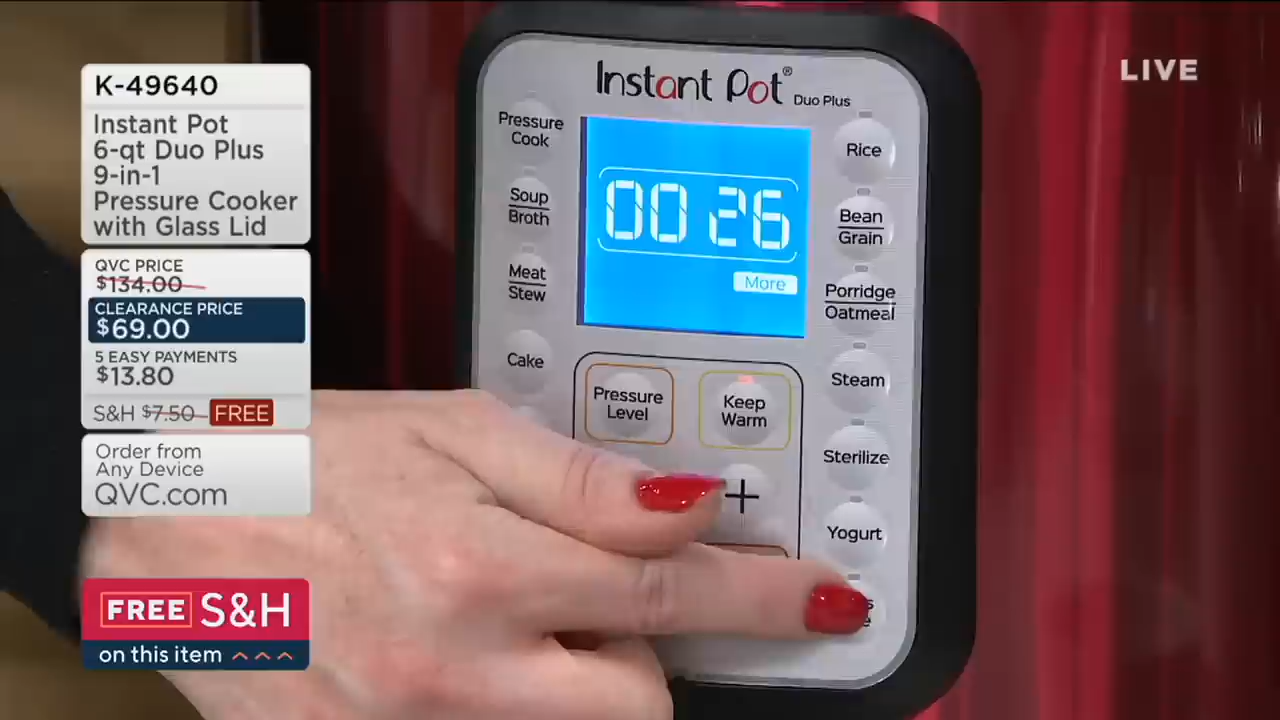 K-49640
Instant Pot
6-qt Duo Plus
9-in-1
Pressure Cooker
with Glass Lid
QVC PRICE
$134.00
CLEARANCE PRICE
$69.00
5 EASY PAYMENTS
$13.80
S&H $7.50 FREE
Order from
Any Device
QVC.com
FREE S&H
on this item
LIVE
Instant Pot®
Duo Plus
00 26
More
Pressure
Cook
Soup
Broth
Meat
Stew
Cake
Pressure
Level
Keep
Warm
+
Rice
Bean
Grain
Porridge
Oatmeal
Steam
Sterilize
Yogurt